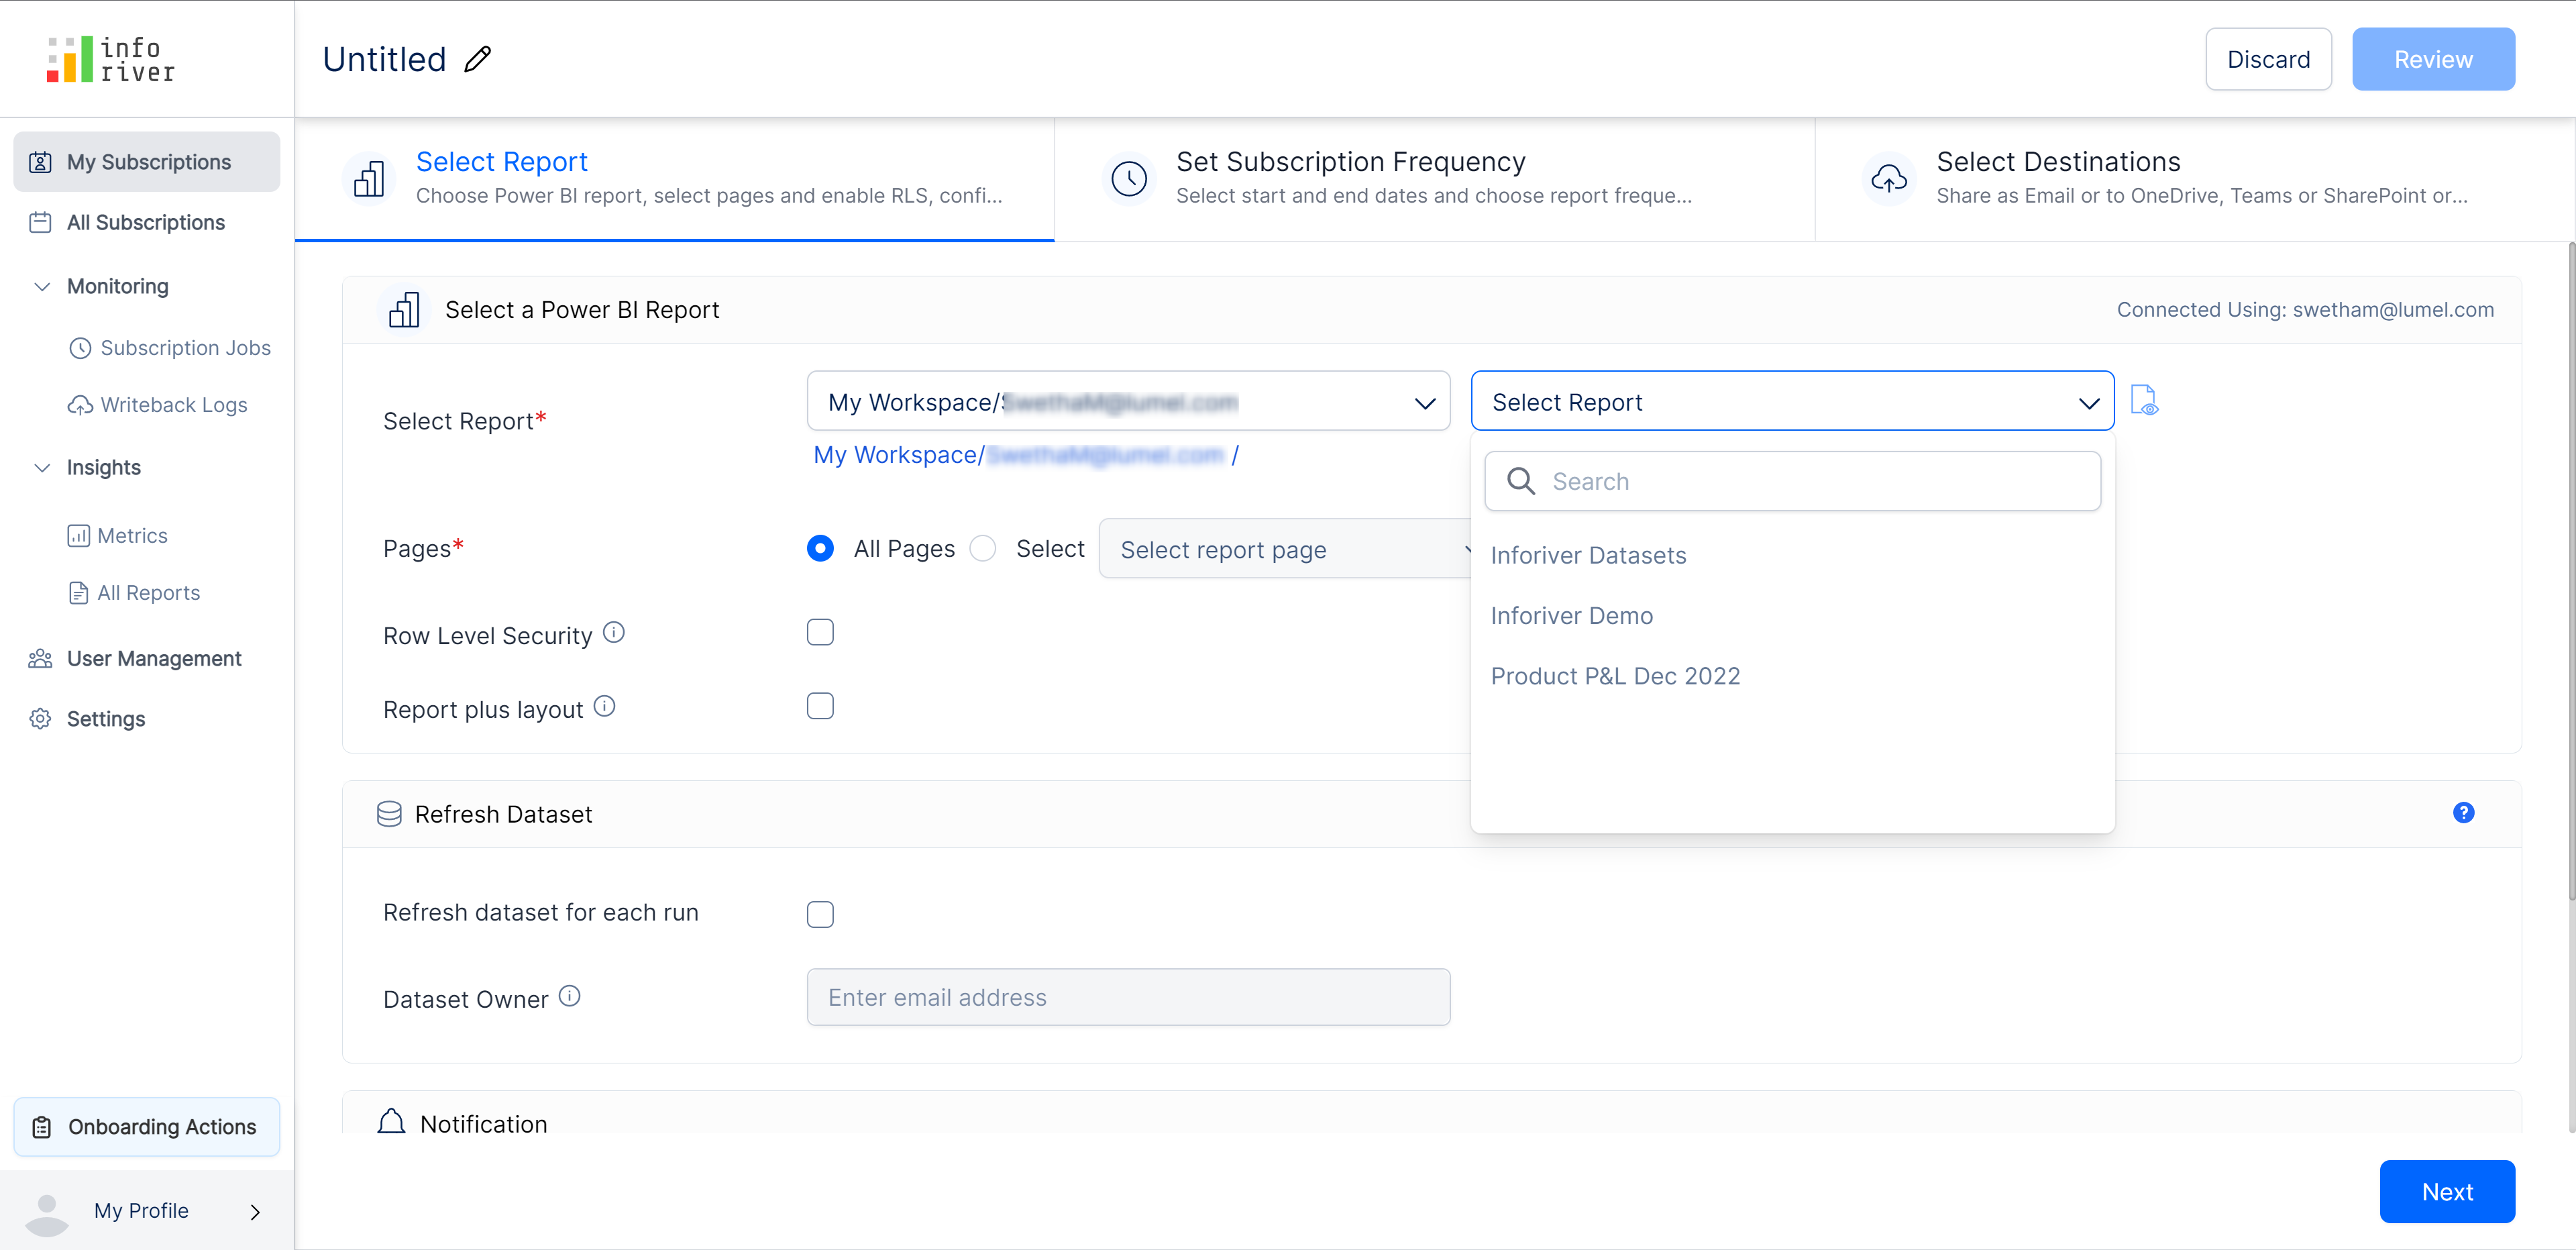 info
river
Untitled
Discard
Review
My Subscriptions
All Subscriptions
Monitoring
Subscription Jobs
Writeback Logs
Insights
Metrics
All Reports
User Management
Settings
Onboarding Actions
My Profile
Select Report
Choose Power BI report, select pages and enable RLS, confi...
Set Subscription Frequency
Select start and end dates and choose report freque...
Select Destinations
Share as Email or to OneDrive, Teams or SharePoint or...
Select a Power BI Report
Connected Using: swetham@lumel.com
Select Report*
My Workspace/
Select Report
My Workspace/ /
Search
Inforiver Datasets
Inforiver Demo
Product P&L Dec 2022
Pages*
All Pages
Select
Select report page
Row Level Security
Report plus layout
Refresh Dataset
?
Refresh dataset for each run
Dataset Owner
Enter email address
Notification
Next